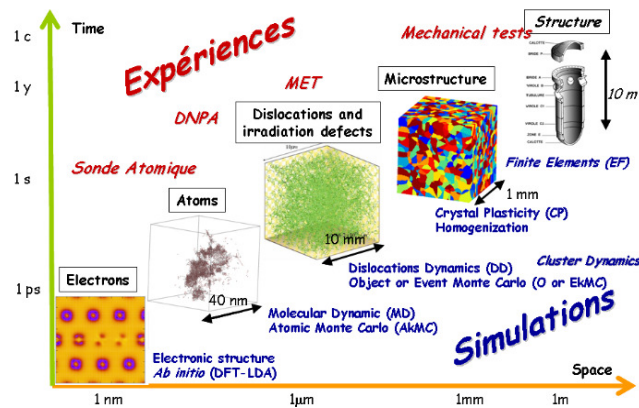 Time
1 c
1 y
1 s
1 ps
Expériences
Mechanical tests
MET
DNPA
Sonde Atomique
Structure
10 m
Finite Elements (EF)
Microstructure
1 mm
Crystal Plasticity (CP)
Homogenization
Dislocations and
irradiation defects
10 mm
Dislocations Dynamics (DD)
Object or Event Monte Carlo (O or EkMC)
Cluster Dynamics
Atoms
40 nm
Molecular Dynamic (MD)
Atomic Monte Carlo (AkMC)
Electrons
Electronic structure
Ab initio (DFT-LDA)
Simulations
Space
1 nm
1μm
1mm
1m